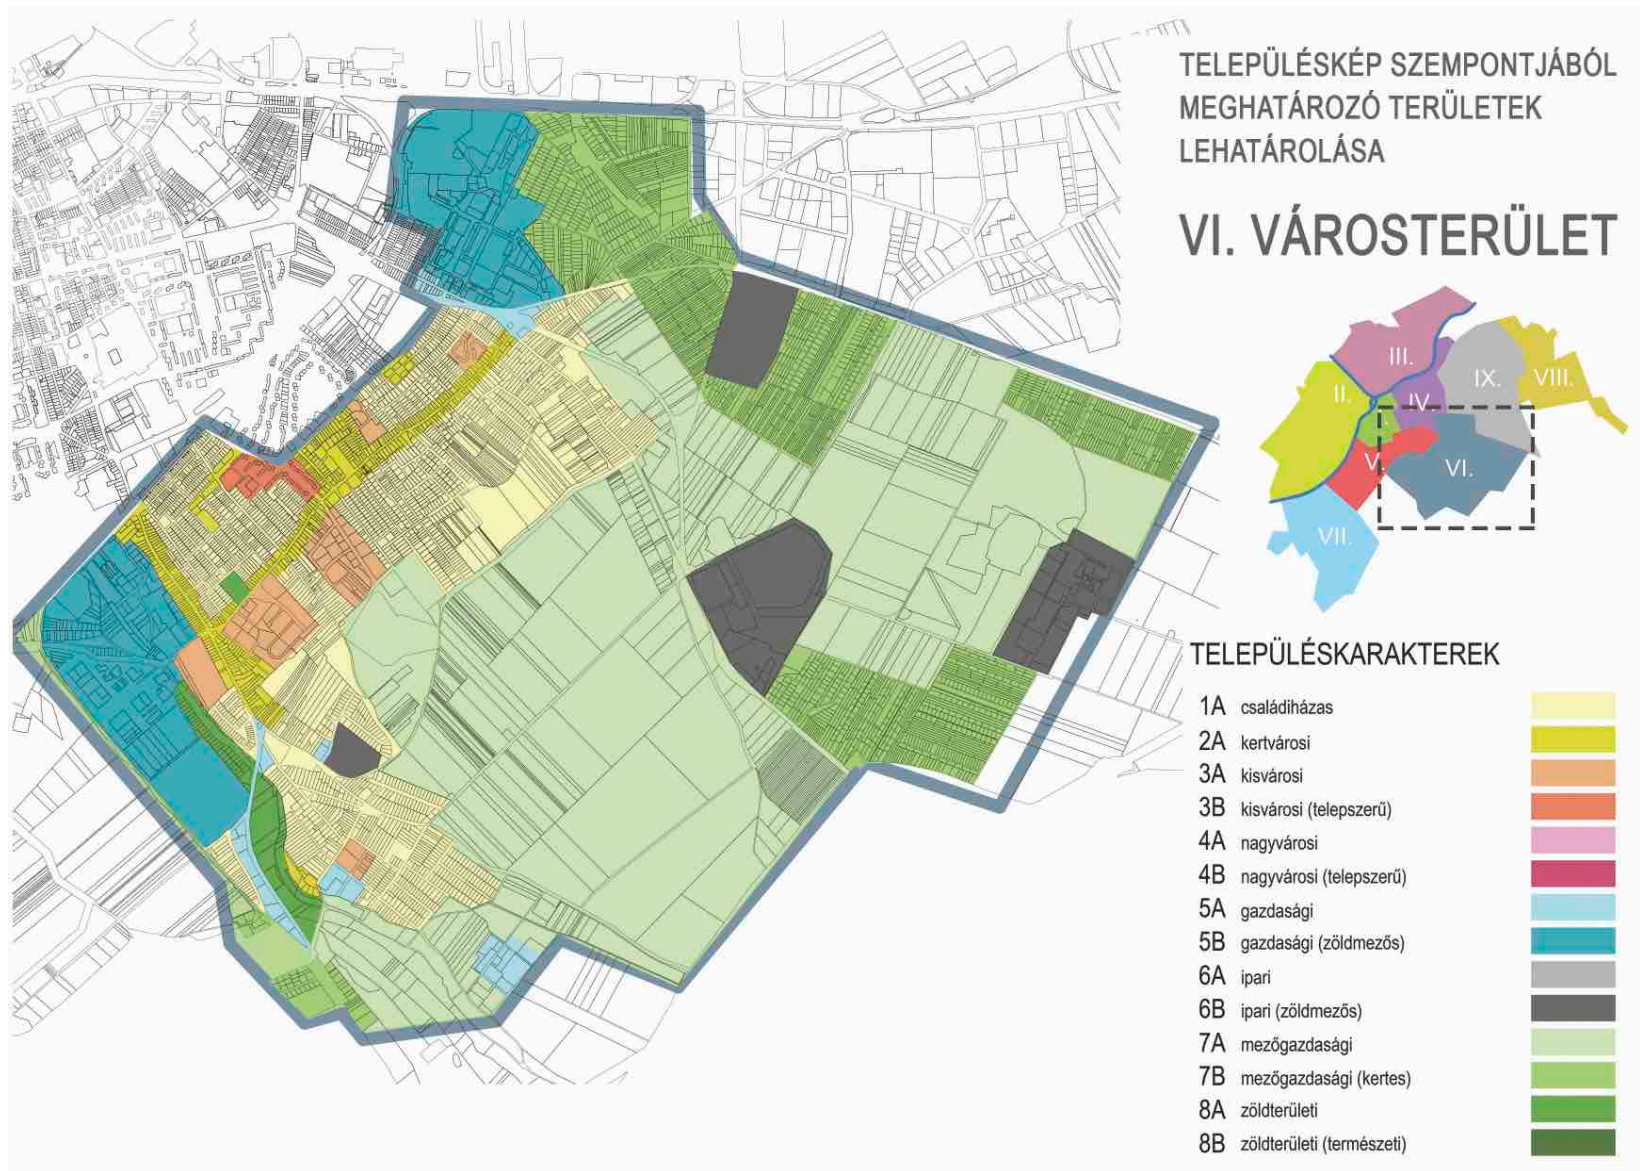 TELEPÜLÉSKÉP SZEMPONTJÁBÓL
MEGHATÁROZÓ TERÜLETEK
LEHATÁROLÁSA
VI. VÁROSTERÜLET
III.
IX.
VIII.
II.
IV.
V.
VI.
VII.
TELEPÜLÉSKARAKTEREK
1A családiházas
2A kertvárosi
3A kisvárosi
3B kisvárosi (telepszerű)
4A nagyvárosi
4B nagyvárosi (telepszerű)
5A gazdasági
5B gazdasági (zöldmezős)
6A ipari
6B ipari (zöldmezős)
7A mezőgazdasági
7B mezőgazdasági (kertes)
8A zöldterületi
8B zöldterületi (természeti)